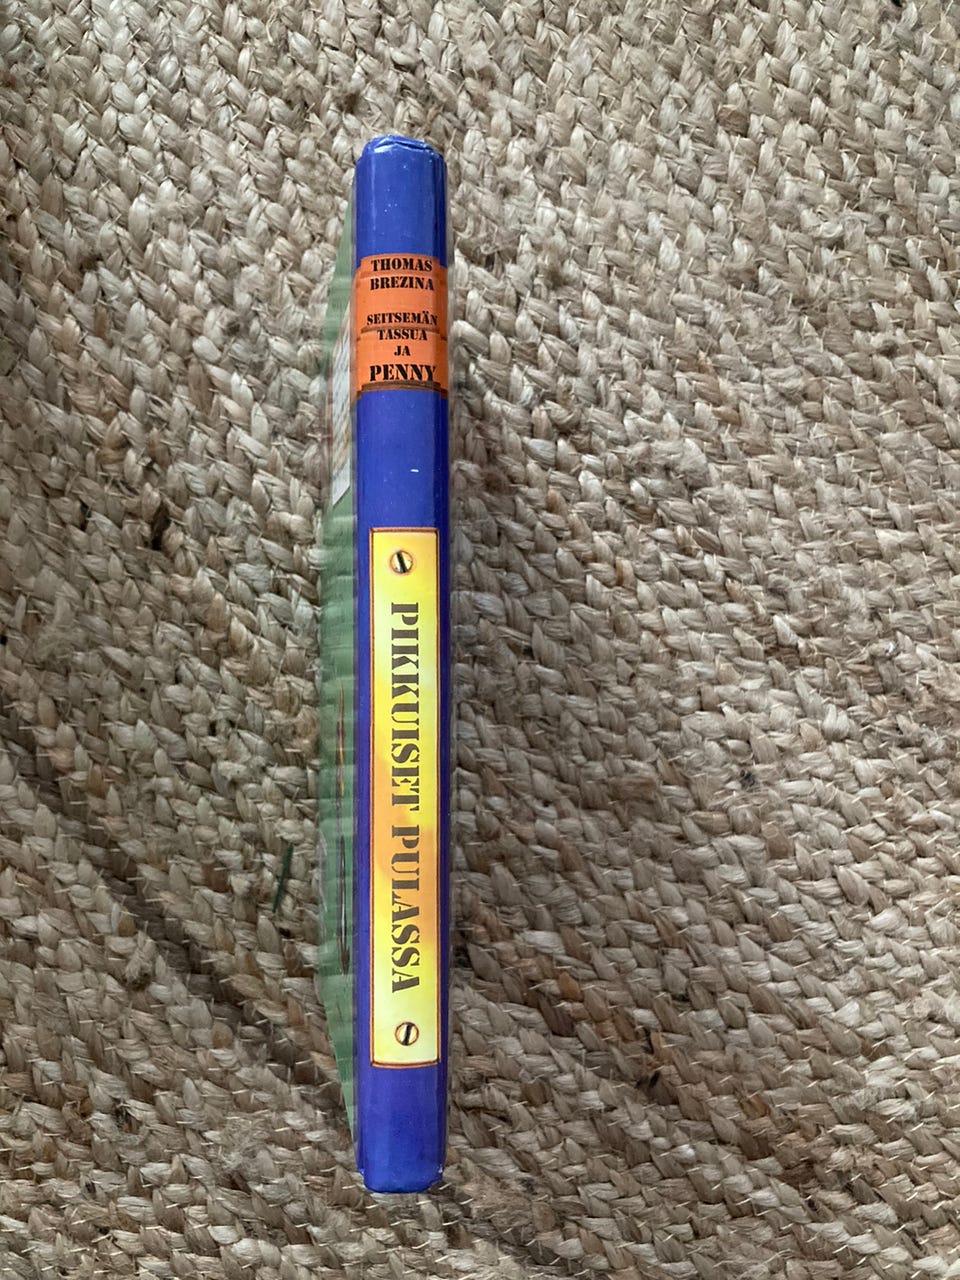 THOMAS
BREZINA
SEITSEMÄN
TASSUA
JA
PENNY
PIKKUISET PULASSA